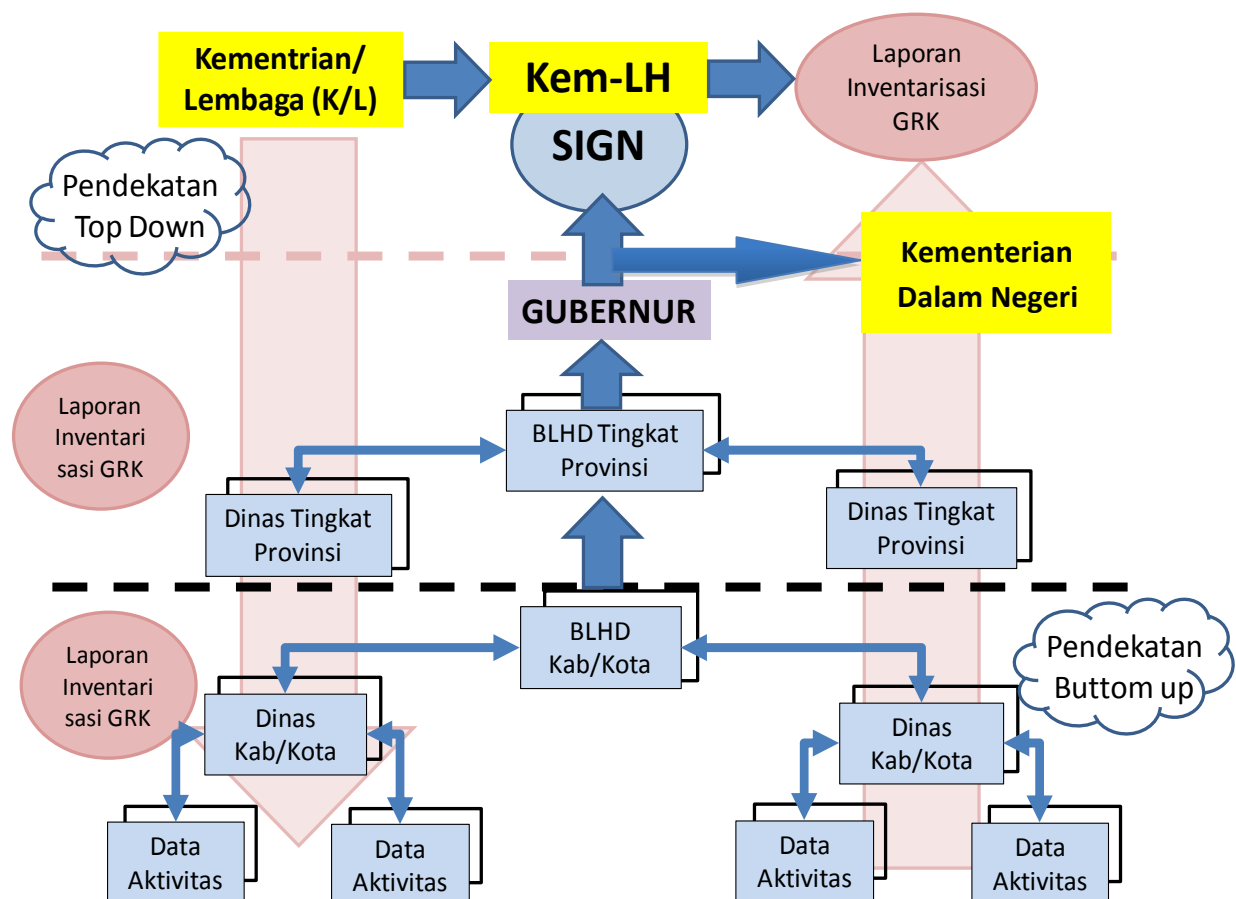 Kementrian/
Lembaga (K/L)
Kem-LH
SIGN
Laporan
Inventarisasi
GRK
Pendekatan
Top Down
Kementerian
Dalam Negeri
GUBERNUR
Laporan
Inventari
sasi GRK
BLHD Tingkat
Provinsi
Dinas Tingkat
Provinsi
Dinas Tingkat
Provinsi
BLHD
Kab/Kota
Laporan
Inventari
sasi GRK
Pendekatan
Buttom up
Dinas
Kab/Kota
Dinas
Kab/Kota
Data
Aktivitas
Data
Aktivitas
Data
Aktivitas
Data
Aktivitas